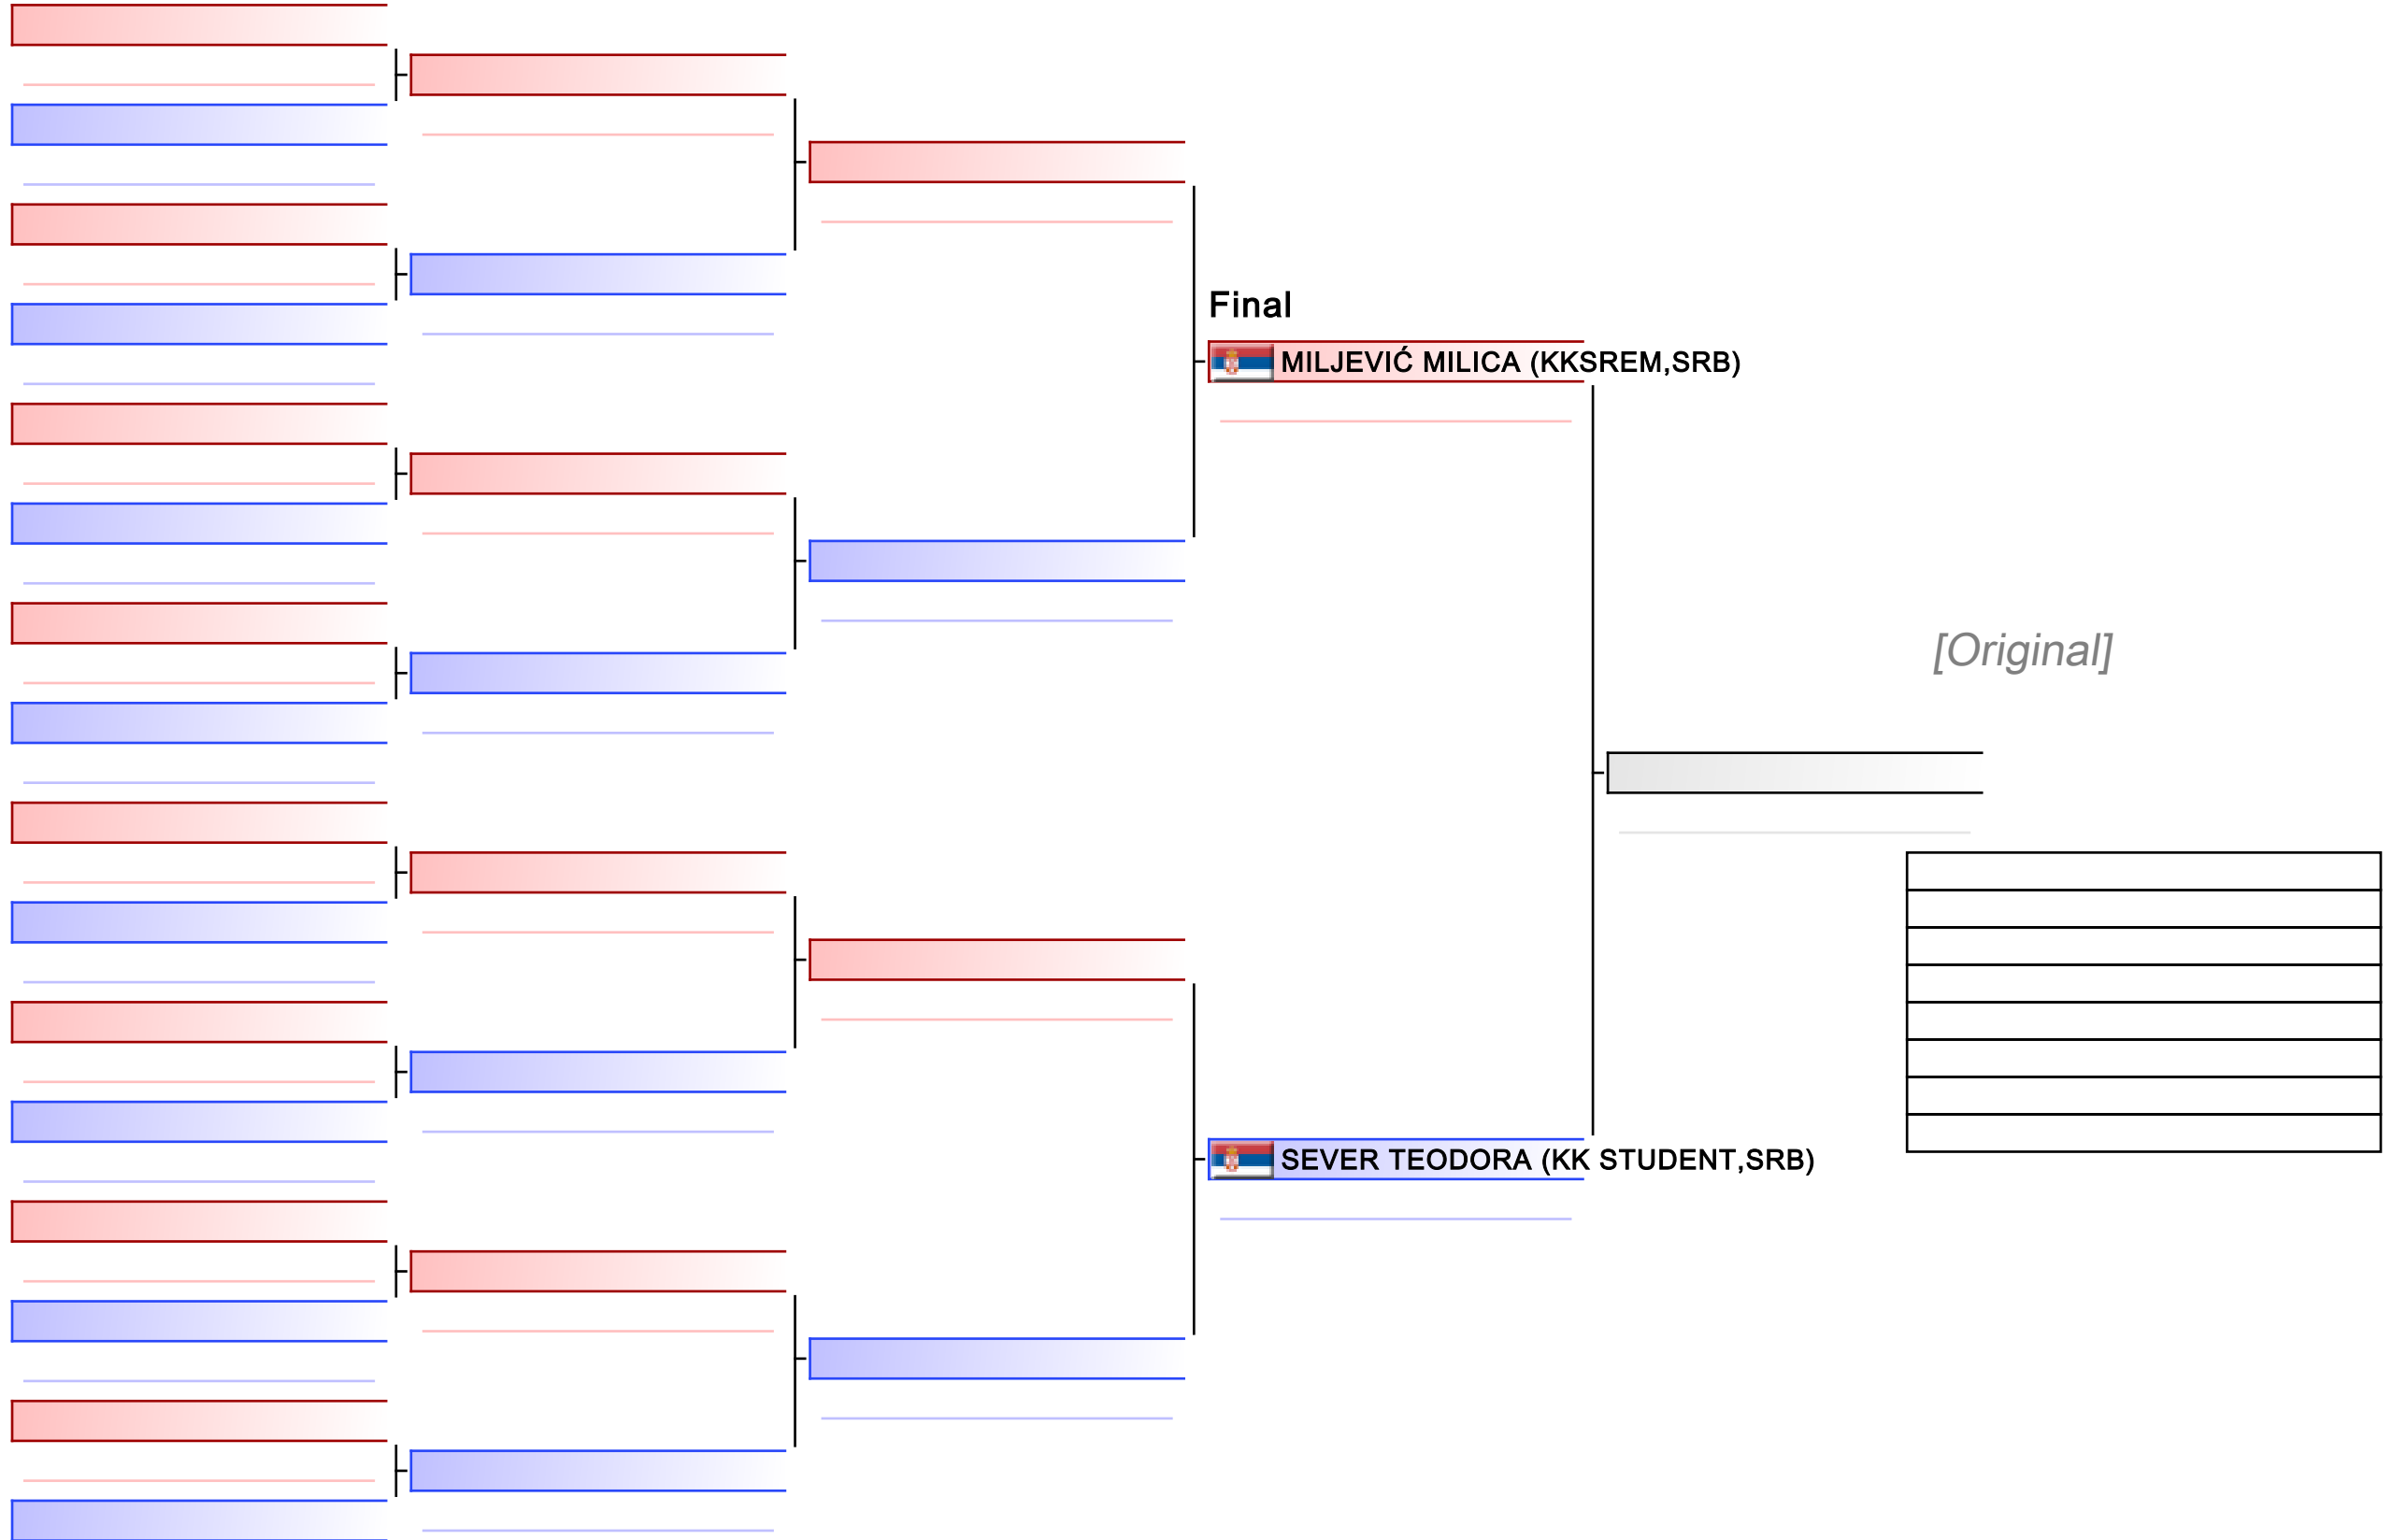 Final
MILJEVIĆ MILICA (KKSREM,SRB)
[Original]
SEVER TEODORA (KK STUDENT,SRB)